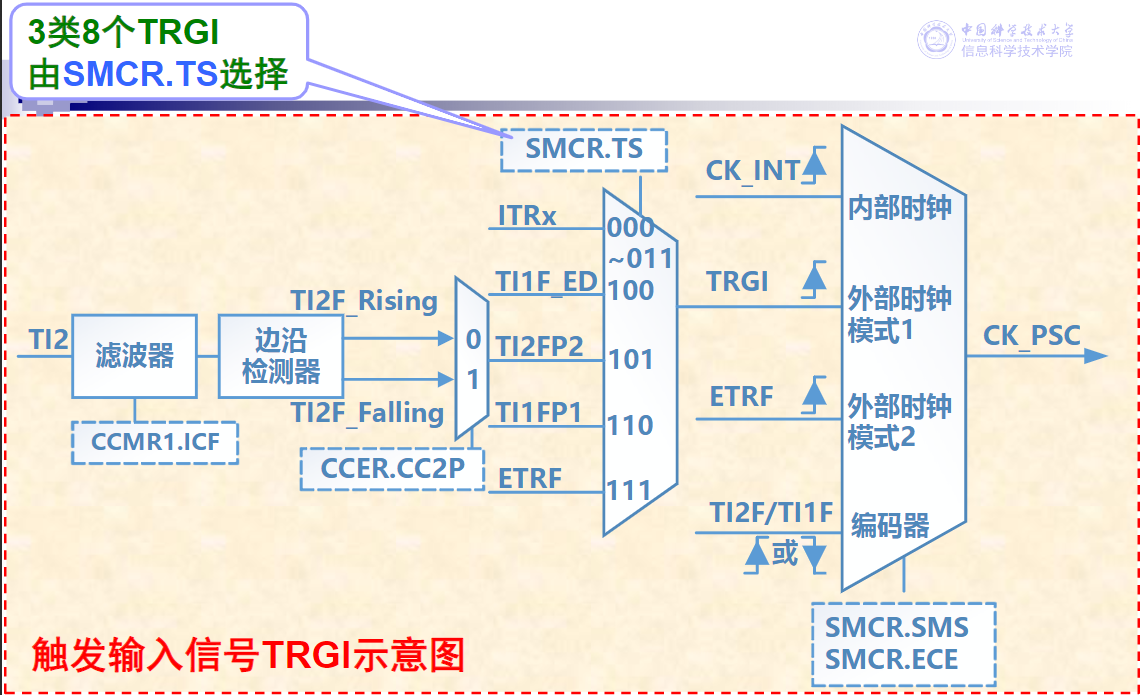 3类8个TRGI
由SMCR.TS选择
中国科学技术大学
University of Science and Technology of China
信息科学技术学院
SMCR.TS
CK_INT
内部时钟
ITRx
000
~011
TI1F_ED
100
TRGI
外部时钟
模式1
TI2F_Rising
TI2
滤波器
边沿
检测器
0
1
TI2FP2
101
CK_PSC
TI2F_Falling
TI1FP1
110
ETRF
外部时钟
模式2
CCMR1.ICF
CCER.CC2P
ETRF
111
TI2F/TI1F
或
编码器
SMCR.SMS
SMCR.ECE
触发输入信号TRGI示意图